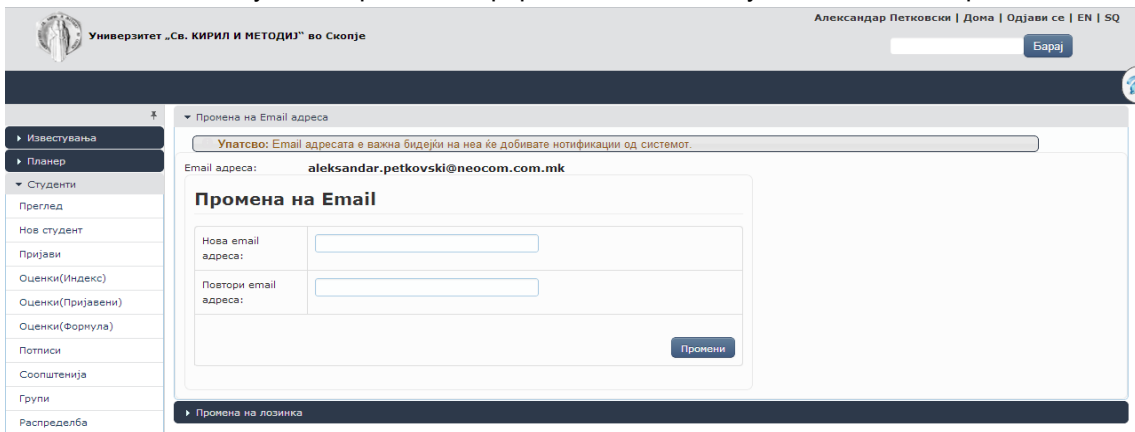 Александар Петковски | Дома | Одјави се | EN | SQ
Универзитет „Св. КИРИЛ И МЕТОДИЈ" во Скопје
Барај
Промена на Email адреса
Известувања
Упатсво: Email адресата е важна бидејќи на неа ќе добивате нотификации од системот.
Планер
Email адреса: aleksandar.petkovski@neocom.com.mk
Студенти
Преглед
Промена на Email
Нов студент
Нова email
адреса:
Пријави
Оценки(Индекс)
Повтори email
адреса:
Оценки(Пријавени)
Оценки(Формула)
Потписи
Промени
Соопштенија
Групи
Промена на лозинка
Распределба